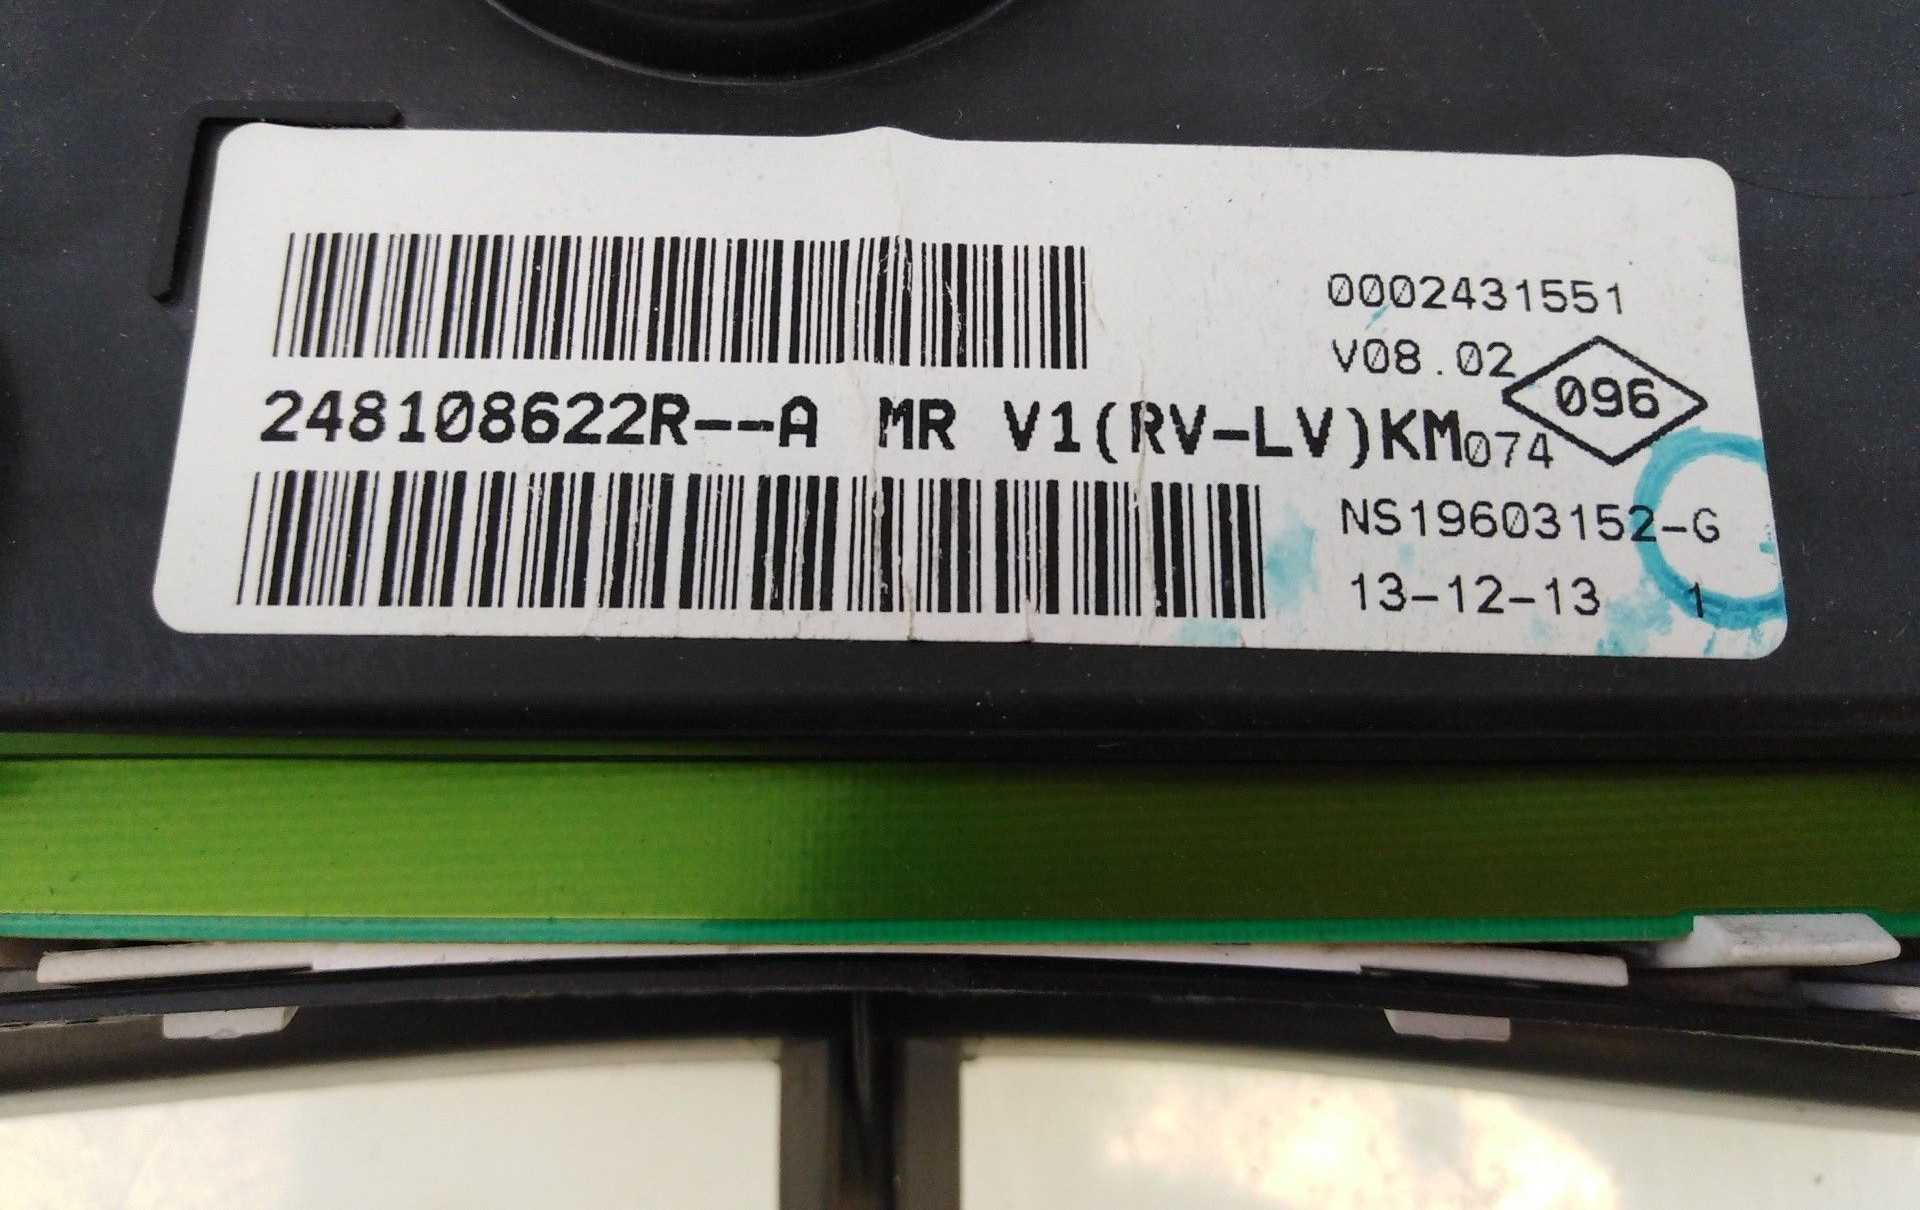 0002431551
V08.02
096
248108622R--A MR V1(RV-LV)KM
074
NS19603152-G
13-12-13 1